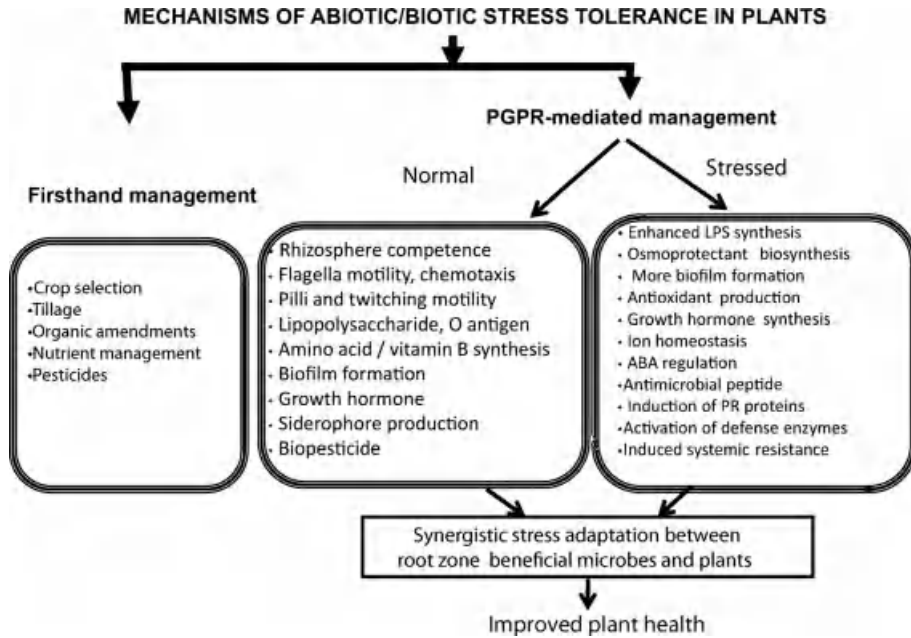 MECHANISMS OF ABIOTIC/BIOTIC STRESS TOLERANCE IN PLANTS
PGPR-mediated management
Normal
Stressed
Firsthand management
•Crop selection
•Tillage
•Organic amendments
•Nutrient management
•Pesticides
• Rhizosphere competence
• Flagella motility, chemotaxis
• Pilli and twitching motility
• Lipopolysaccharide, O antigen
• Amino acid / vitamin B synthesis
• Biofilm formation
• Growth hormone
• Siderophore production
• Biopesticide
• Enhanced LPS synthesis
• Osmoprotectant biosynthesis
• More biofilm formation
• Antioxidant production
• Growth hormone synthesis
• Ion homeostasis
• ABA regulation
•Antimicrobial peptide
• Induction of PR proteins
•Activation of defense enzymes
•Induced systemic resistance
Synergistic stress adaptation between
root zone beneficial microbes and plants
Improved plant health